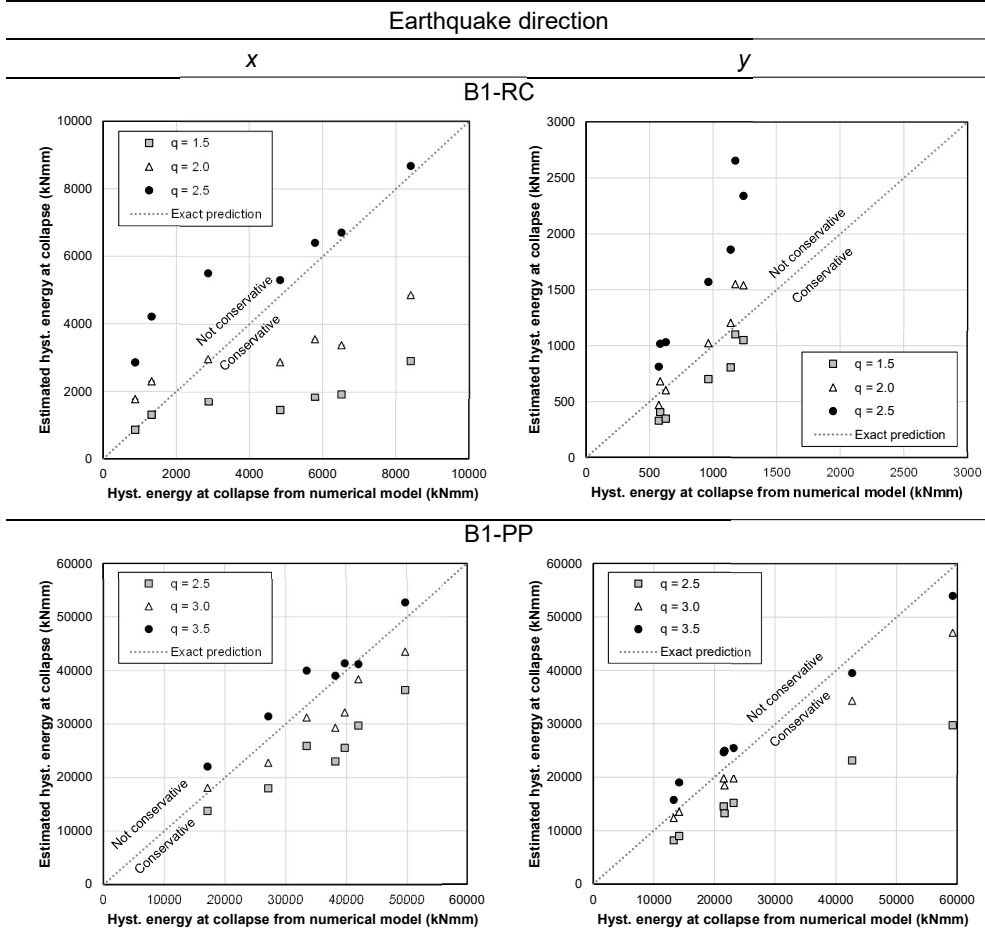 Earthquake direction
x y
B1-RC
Estimated hyst. energy at collapse (kNmm)
10000
8000
6000
4000
2000
0
q = 1.5
q = 2.0
q = 2.5
Exact prediction
Not conservative
Conservative
0 2000 4000 6000 8000 10000
Hyst. energy at collapse from numerical model (kNmm)
Estimated hyst. energy at collapse (kNmm)
3000
2500
2000
1500
1000
500
0
Not conservative
Conservative
q = 1.5
q = 2.0
q = 2.5
Exact prediction
0 500 1000 1500 2000 2500 3000
Hyst. energy at collapse from numerical model (kNmm)
B1-PP
Estimated hyst. energy at collapse (kNmm)
60000
50000
40000
30000
20000
10000
0
q = 2.5
q = 3.0
q = 3.5
Exact prediction
Not conservative
Conservative
0 10000 20000 30000 40000 50000 60000
Hyst. energy at collapse from numerical model (kNmm)
Estimated hyst. energy at collapse (kNmm)
60000
50000
40000
30000
20000
10000
0
q = 2.5
q = 3.0
q = 3.5
Exact prediction
Not conservative
Conservative
0 10000 20000 30000 40000 50000 60000
Hyst. energy at collapse from numerical model (kNmm)